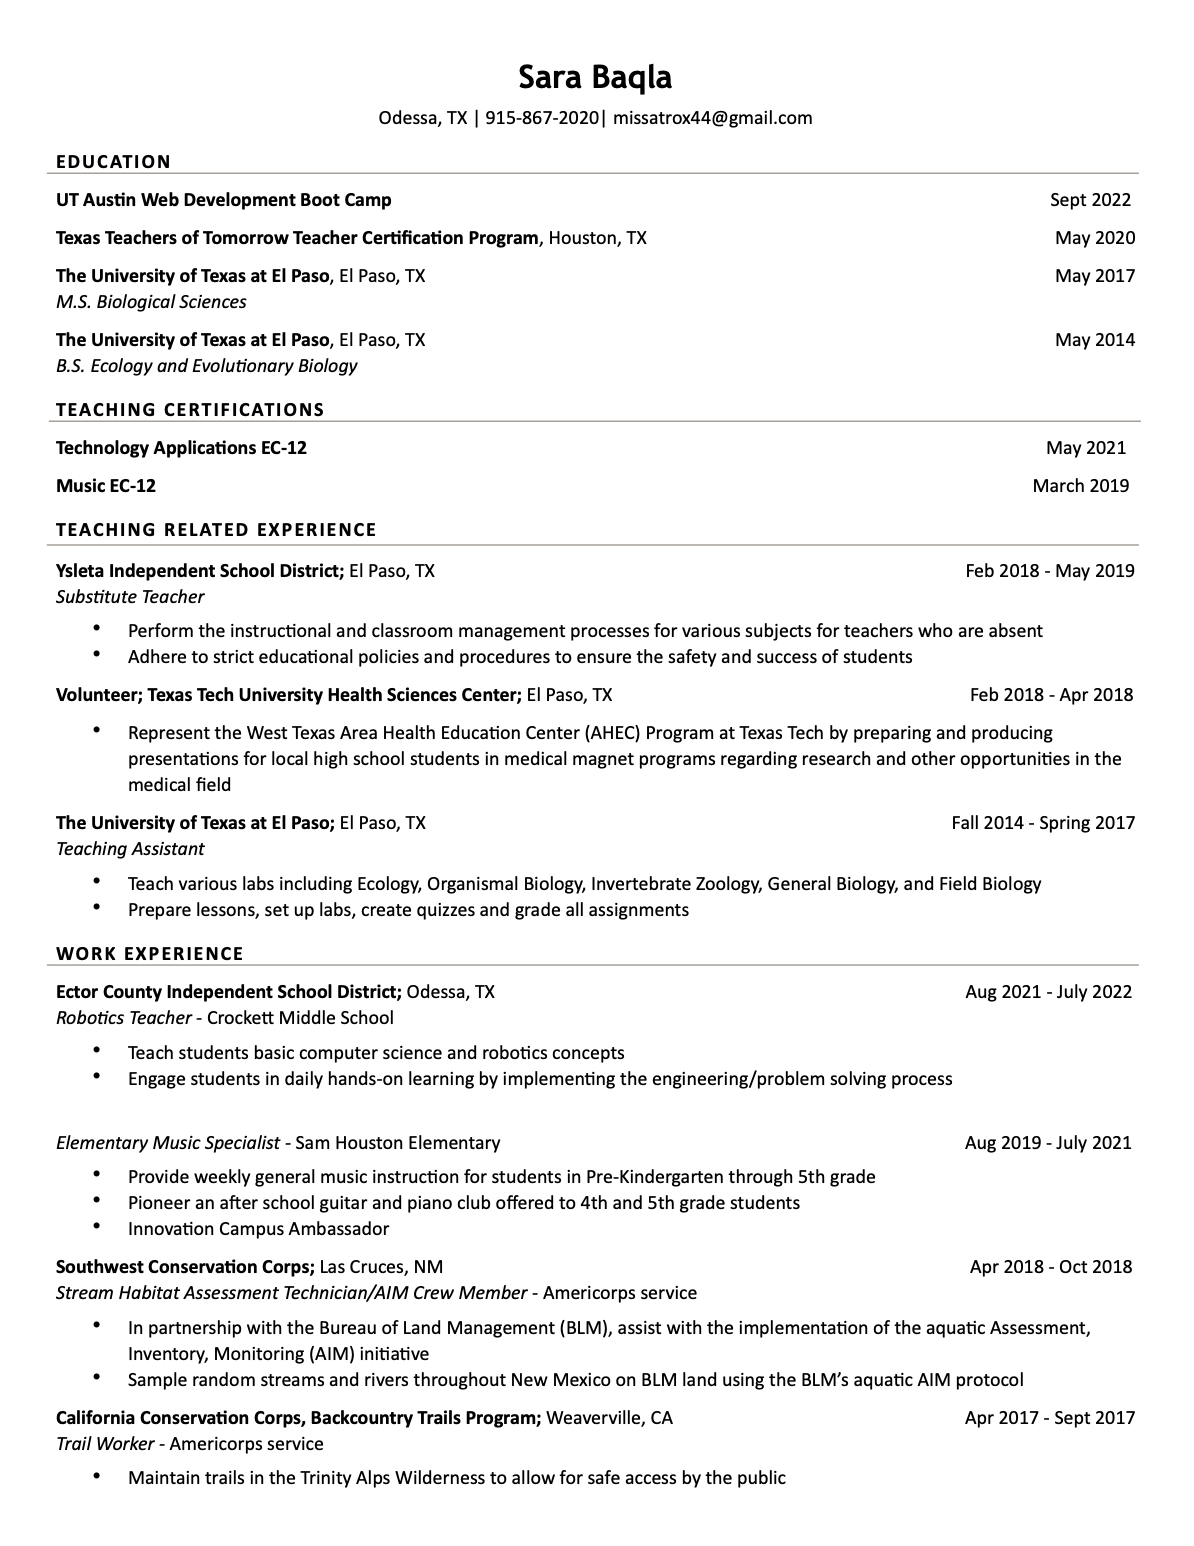 Sara Baqla
Odessa, TX | 915-867-2020| missatrox44@gmail.com
EDUCATION
UT Austin Web Development Boot Camp Sept 2022
Texas Teachers of Tomorrow Teacher Certification Program, Houston, TX May 2020
The University of Texas at El Paso, El Paso, TX May 2017
M.S. Biological Sciences
The University of Texas at El Paso, El Paso, TX May 2014
B.S. Ecology and Evolutionary Biology
TEACHING CERTIFICATIONS
Technology Applications EC-12 May 2021
Music EC-12 March 2019
TEACHING RELATED EXPERIENCE
Ysleta Independent School District; El Paso, TX Feb 2018 - May 2019
Substitute Teacher
• Perform the instructional and classroom management processes for various subjects for teachers who are absent
• Adhere to strict educational policies and procedures to ensure the safety and success of students
Volunteer; Texas Tech University Health Sciences Center; El Paso, TX Feb 2018 - Apr 2018
• Represent the West Texas Area Health Education Center (AHEC) Program at Texas Tech by preparing and producing
presentations for local high school students in medical magnet programs regarding research and other opportunities in the
medical field
The University of Texas at El Paso; El Paso, TX Fall 2014 - Spring 2017
Teaching Assistant
• Teach various labs including Ecology, Organismal Biology, Invertebrate Zoology, General Biology, and Field Biology
• Prepare lessons, set up labs, create quizzes and grade all assignments
WORK EXPERIENCE
Ector County Independent School District; Odessa, TX Aug 2021 - July 2022
Robotics Teacher - Crockett Middle School
• Teach students basic computer science and robotics concepts
• Engage students in daily hands-on learning by implementing the engineering/problem solving process
Elementary Music Specialist - Sam Houston Elementary Aug 2019 - July 2021
• Provide weekly general music instruction for students in Pre-Kindergarten through 5th grade
• Pioneer an after school guitar and piano club offered to 4th and 5th grade students
• Innovation Campus Ambassador
Southwest Conservation Corps; Las Cruces, NM Apr 2018 - Oct 2018
Stream Habitat Assessment Technician/AIM Crew Member - Americorps service
• In partnership with the Bureau of Land Management (BLM), assist with the implementation of the aquatic Assessment,
Inventory, Monitoring (AIM) initiative
• Sample random streams and rivers throughout New Mexico on BLM land using the BLM’s aquatic AIM protocol
California Conservation Corps, Backcountry Trails Program; Weaverville, CA Apr 2017 - Sept 2017
Trail Worker - Americorps service
• Maintain trails in the Trinity Alps Wilderness to allow for safe access by the public